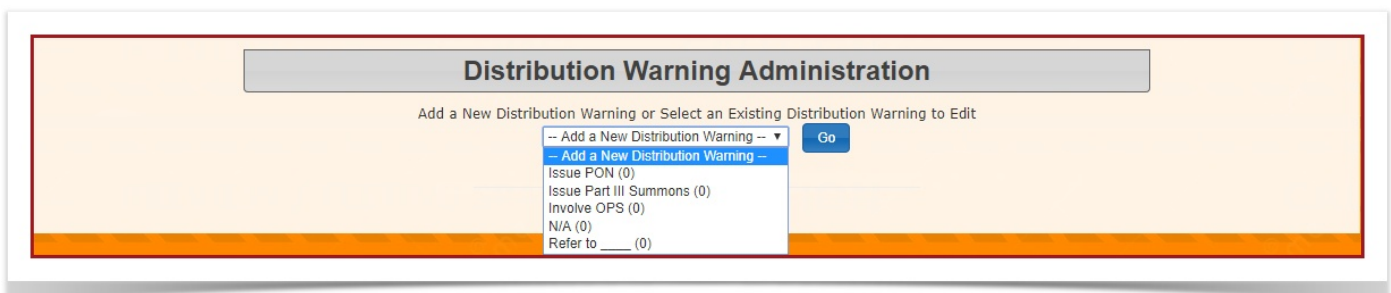 Distribution Warning Administration
Add a New Distribution Warning or Select an Existing Distribution Warning to Edit
-- Add a New Distribution Warning -- Go
-- Add a New Distribution Warning --
Issue PON (0)
Issue Part III Summons (0)
Involve OPS (0)
N/A (0)
Refer to ____ (0)